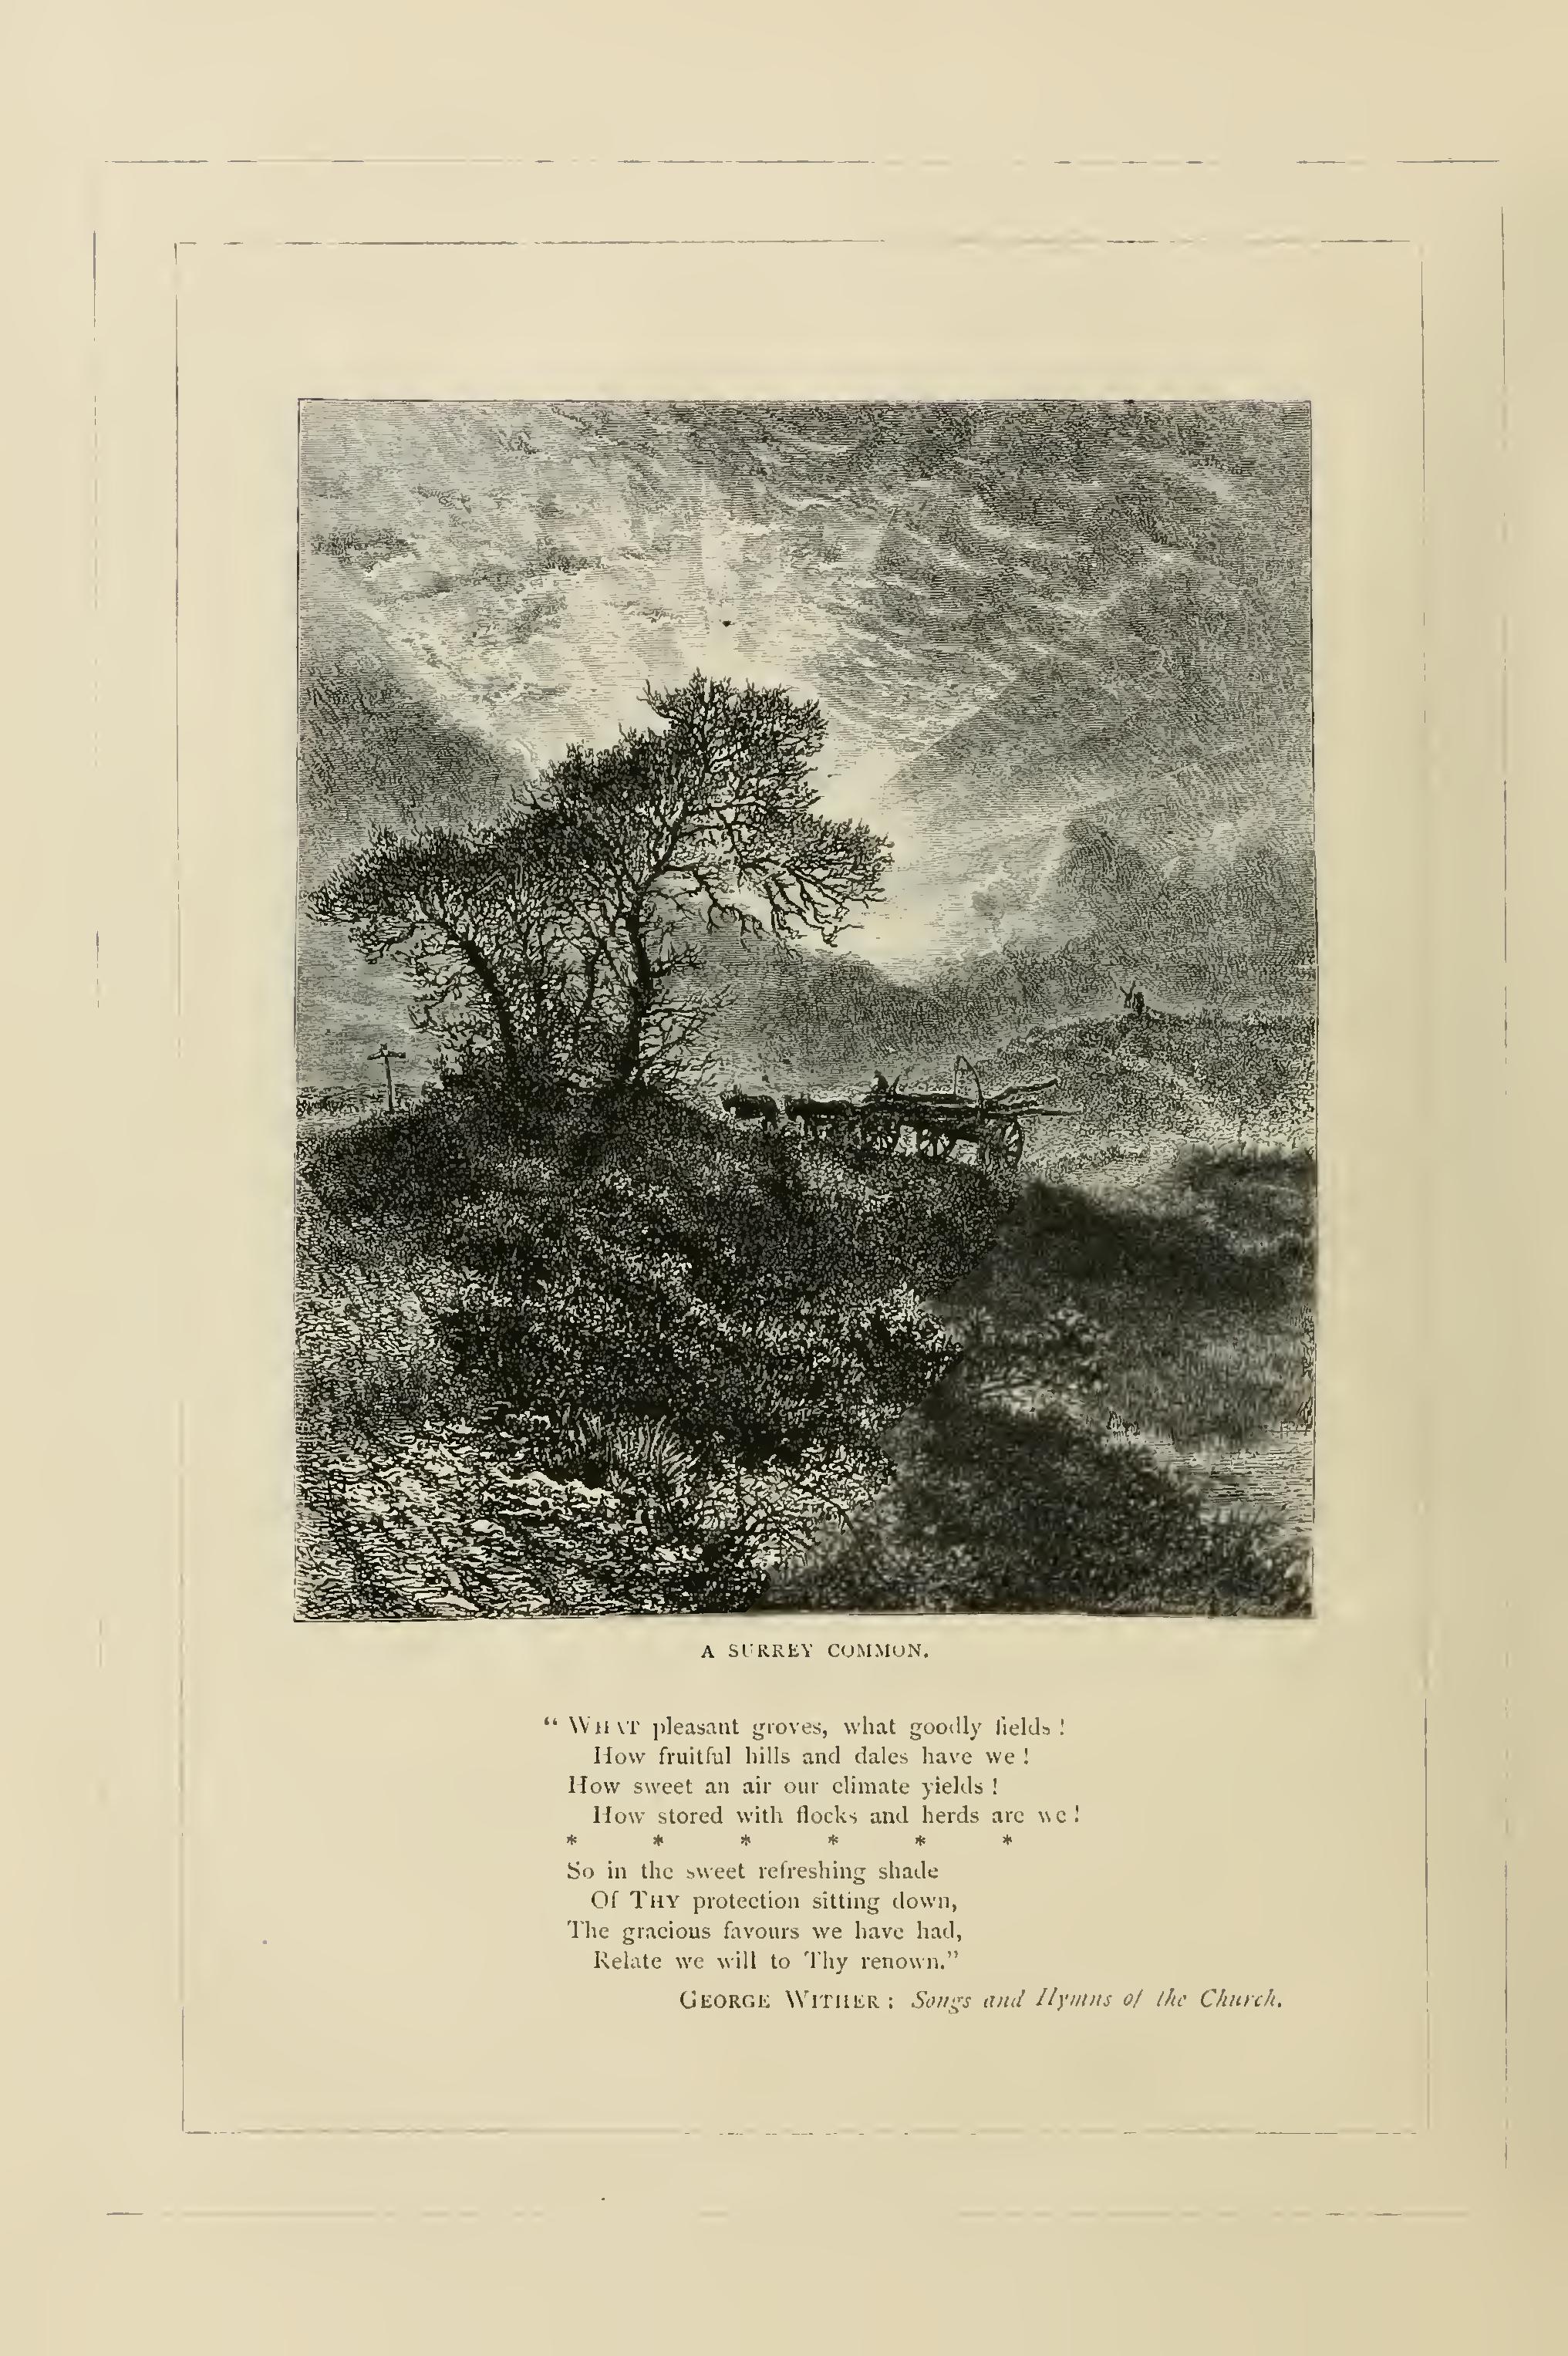 A SURREY COMMON.
“ WHAT pleasant groves, what goodly fields !
How fruitful hills and dales have we !
How sweet an air our climate yields !
How stored with flocks and herds are we !
* * * * * *
So in the sweet refreshing shade
Of THY protection sitting down,
The gracious favours we have had,
Relate we will to Thy renown.”
GEORGE WITHER : Songs and Hymns of the Church.